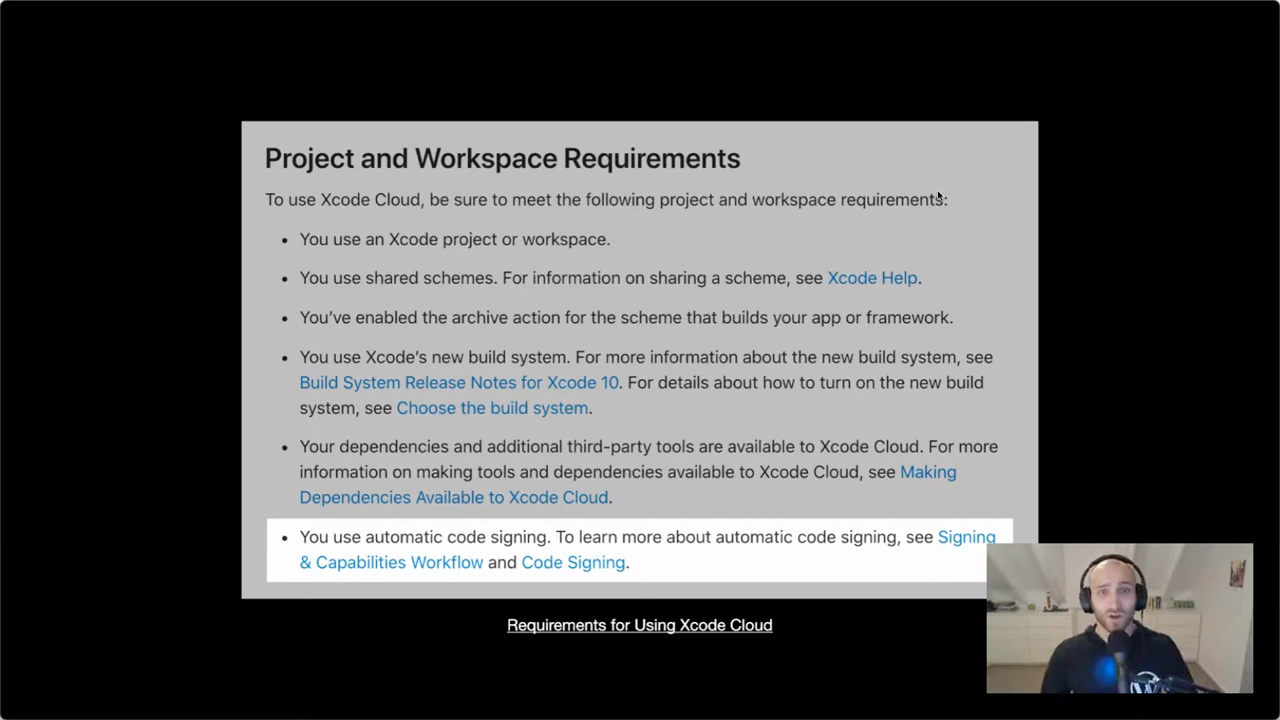 Project and Workspace Requirements
To use Xcode Cloud, be sure to meet the following project and workspace requirements:
• You use an Xcode project or workspace.
• You use shared schemes. For information on sharing a scheme, see Xcode Help.
• You’ve enabled the archive action for the scheme that builds your app or framework.
• You use Xcode’s new build system. For more information about the new build system, see
Build System Release Notes for Xcode 10. For details about how to turn on the new build
system, see Choose the build system.
• Your dependencies and additional third-party tools are available to Xcode Cloud. For more
information on making tools and dependencies available to Xcode Cloud, see Making
Dependencies Available to Xcode Cloud.
• You use automatic code signing. To learn more about automatic code signing, see Signing
& Capabilities Workflow and Code Signing.
Requirements for Using Xcode Cloud